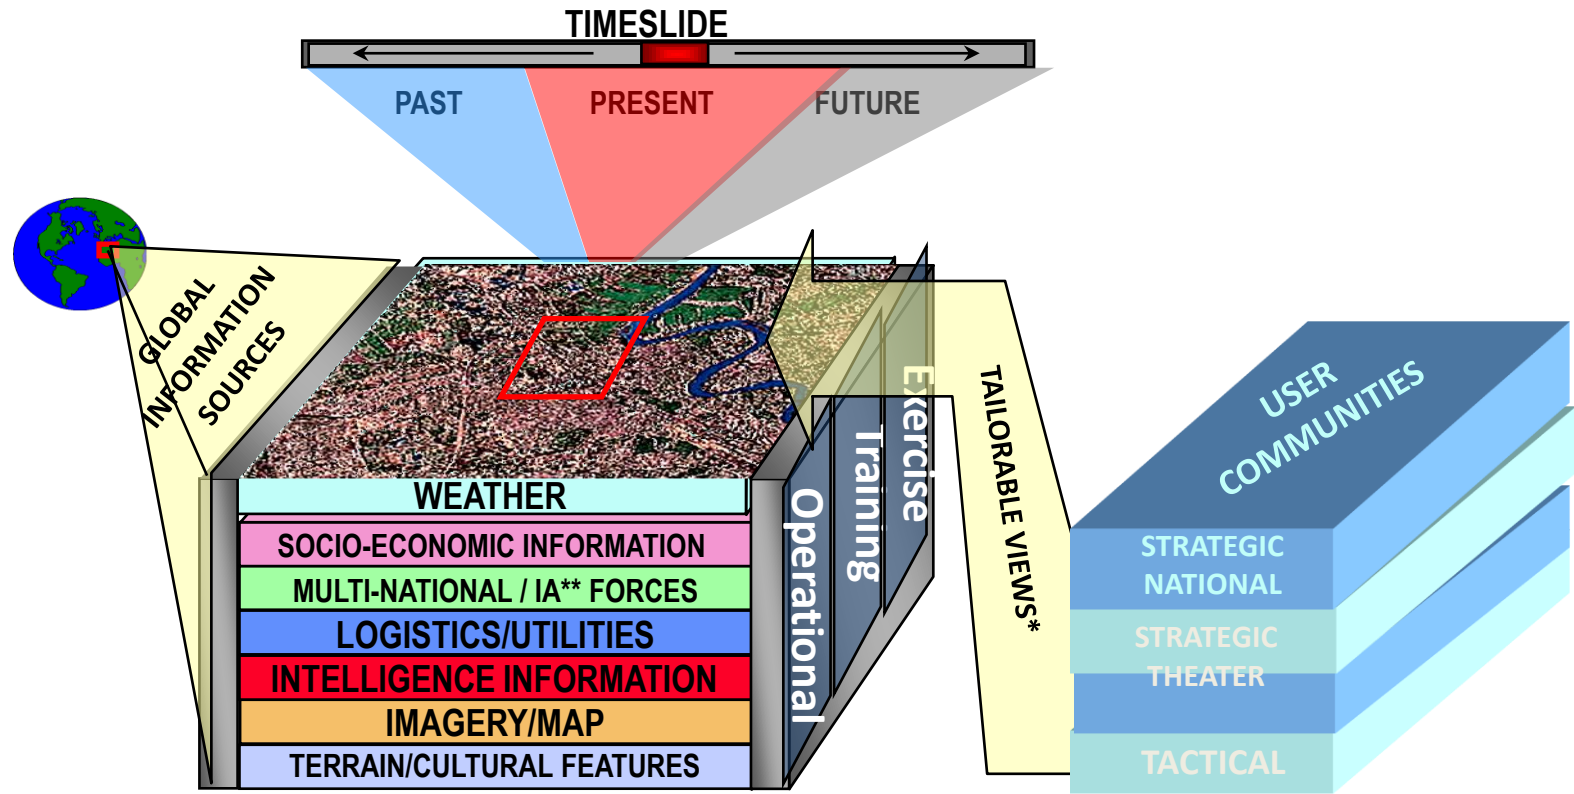 TIMESLIDE
PAST
PRESENT
FUTURE
GLOBAL
INFORMATION
SOURCES
WEATHER
SOCIO-ECONOMIC INFORMATION
MULTI-NATIONAL / IA** FORCES
LOGISTICS/UTILITIES
INTELLIGENCE INFORMATION
IMAGERY/MAP
TERRAIN/CULTURAL FEATURES
Operational
Training
Exercise
TAILORABLE VIEWS*
USER
COMMUNITIES
STRATEGIC
NATIONAL
STRATEGIC
THEATER
TACTICAL